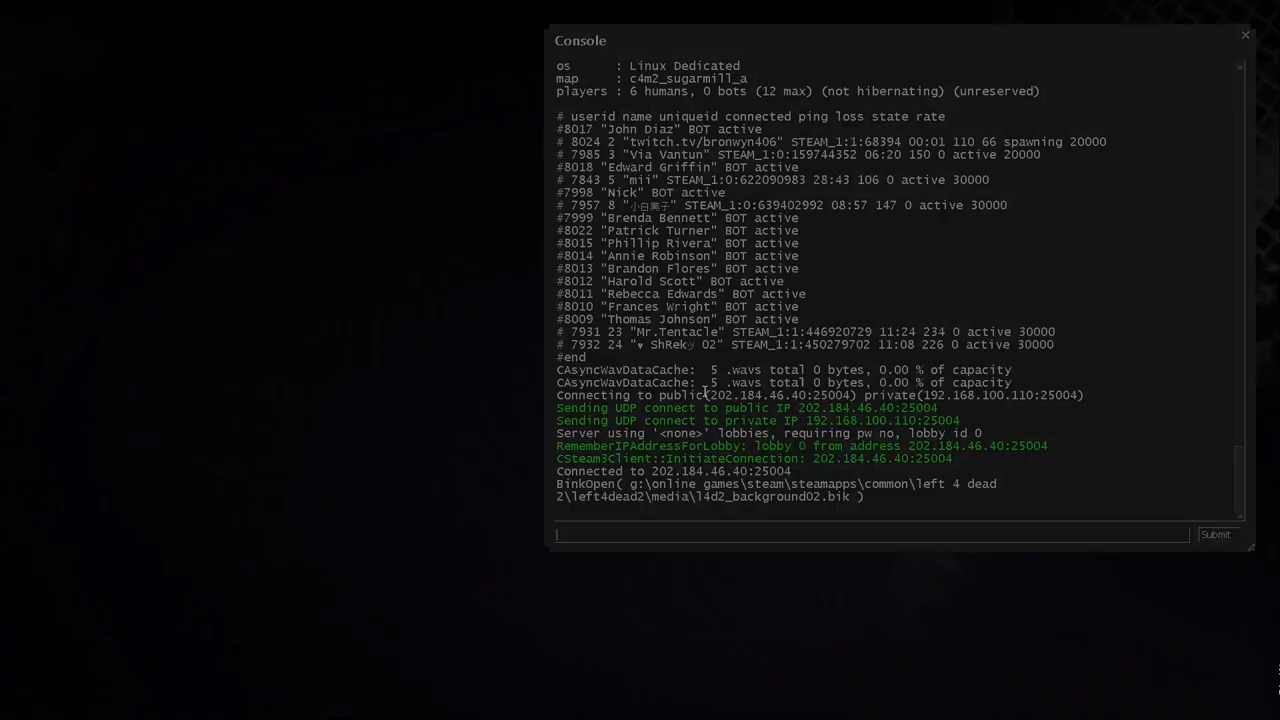 Console
os : Linux Dedicated
map : c4m2_sugarmill_a
players : 6 humans, 0 bots (12 max) (not hibernating) (unreserved)
# userid name uniqueid connected ping loss state rate
#8017 "John Diaz" BOT active
# 8024 2 "twitch.tv/bronwyn406" STEAM_1:1:68394 00:01 110 66 spawning 20000
# 7985 3 "Via Vantun" STEAM_1:0:159744352 06:20 150 0 active 20000
#8018 "Edward Griffin" BOT active
# 7843 5 "mii" STEAM_1:0:622090983 28:43 106 0 active 30000
#7998 "Nick" BOT active
# 7957 8 "小白黑子" STEAM_1:0:639402992 08:57 147 0 active 30000
#7999 "Brenda Bennett" BOT active
#8022 "Patrick Turner" BOT active
#8015 "Phillip Rivera" BOT active
#8014 "Annie Robinson" BOT active
#8013 "Brandon Flores" BOT active
#8012 "Harold Scott" BOT active
#8011 "Rebecca Edwards" BOT active
#8010 "Frances Wright" BOT active
#8009 "Thomas Johnson" BOT active
# 7931 23 "Mr.Tentacle" STEAM_1:1:446920729 11:24 234 0 active 30000
# 7932 24 "♥ ShRekッ 02" STEAM_1:1:450279702 11:08 226 0 active 30000
#end
CAsyncWavDataCache:  5 .wavs total 0 bytes, 0.00 % of capacity
CAsyncWavDataCache:  5 .wavs total 0 bytes, 0.00 % of capacity
Connecting to public(202.184.46.40:25004) private(192.168.100.110:25004)
Sending UDP connect to public IP 202.184.46.40:25004
Sending UDP connect to private IP 192.168.100.110:25004
Server using '<none>' lobbies, requiring pw no, lobby id 0
RememberIPAddressForLobby: lobby 0 from address 202.184.46.40:25004
CSteam3Client::InitiateConnection: 202.184.46.40:25004
Connected to 202.184.46.40:25004
BinkOpen( g:\online games\steam\steamapps\common\left 4 dead
2\left4dead2\media\l4d2_background02.bik )
Submit